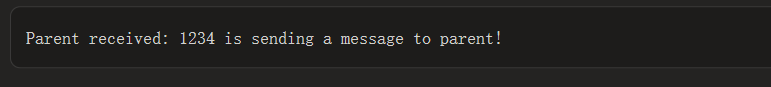 Parent received: 1234 is sending a message to parent!